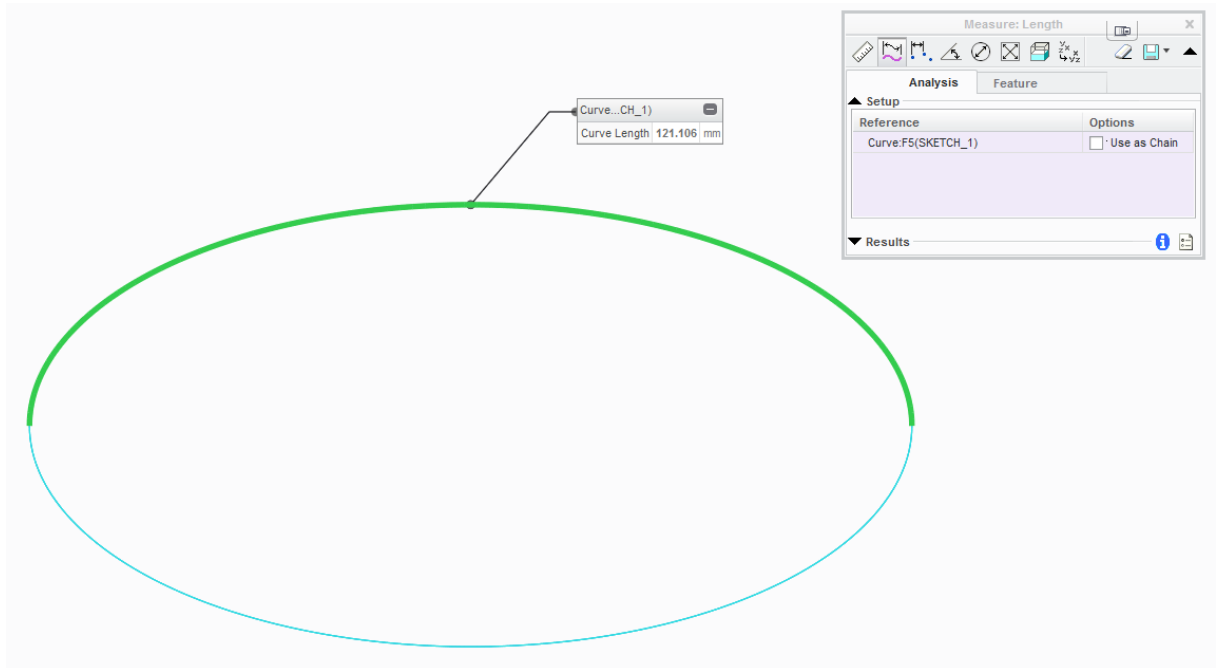 Measure: Length
Analysis
Feature
Setup
Reference Options
Curve:F5(SKETCH_1) Use as Chain
Results
Curve...CH_1)
Curve Length 121.106 mm